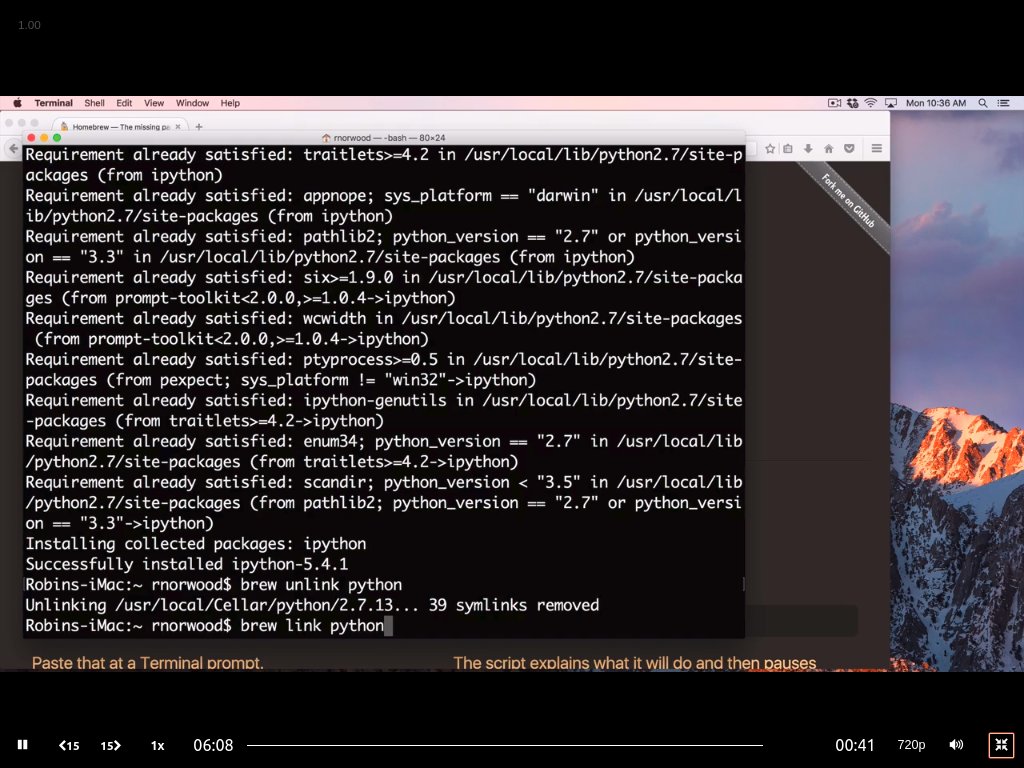 1.00
Terminal Shell Edit View Window Help Mon 10:36 AM
Homebrew — The missing pa
rnorwood — -bash — 80×24
Requirement already satisfied: traitlets>=4.2 in /usr/local/lib/python2.7/site-p
ackages (from ipython)
Requirement already satisfied: appnope; sys_platform == "darwin" in /usr/local/l
ib/python2.7/site-packages (from ipython)
Requirement already satisfied: pathlib2; python_version == "2.7" or python_versi
on == "3.3" in /usr/local/lib/python2.7/site-packages (from ipython)
Requirement already satisfied: six>=1.9.0 in /usr/local/lib/python2.7/site-packa
ges (from prompt-toolkit<2.0.0,>=1.0.4->ipython)
Requirement already satisfied: wcwidth in /usr/local/lib/python2.7/site-packages
 (from prompt-toolkit<2.0.0,>=1.0.4->ipython)
Requirement already satisfied: ptyprocess>=0.5 in /usr/local/lib/python2.7/site-
packages (from pexpect; sys_platform != "win32"->ipython)
Requirement already satisfied: ipython-genutils in /usr/local/lib/python2.7/site
-packages (from traitlets>=4.2->ipython)
Requirement already satisfied: enum34; python_version == "2.7" in /usr/local/lib
/python2.7/site-packages (from traitlets>=4.2->ipython)
Requirement already satisfied: scandir; python_version < "3.5" in /usr/local/lib
/python2.7/site-packages (from pathlib2; python_version == "2.7" or python_versi
on == "3.3"->ipython)
Installing collected packages: ipython
Successfully installed ipython-5.4.1
Robins-iMac:~ rnorwood$ brew unlink python
Unlinking /usr/local/Cellar/python/2.7.13... 39 symlinks removed
Robins-iMac:~ rnorwood$ brew link python
Fork me on GitHub
Paste that at a Terminal prompt.
The script explains what it will do and then pauses
15 15 1x 06:08 00:41 720p